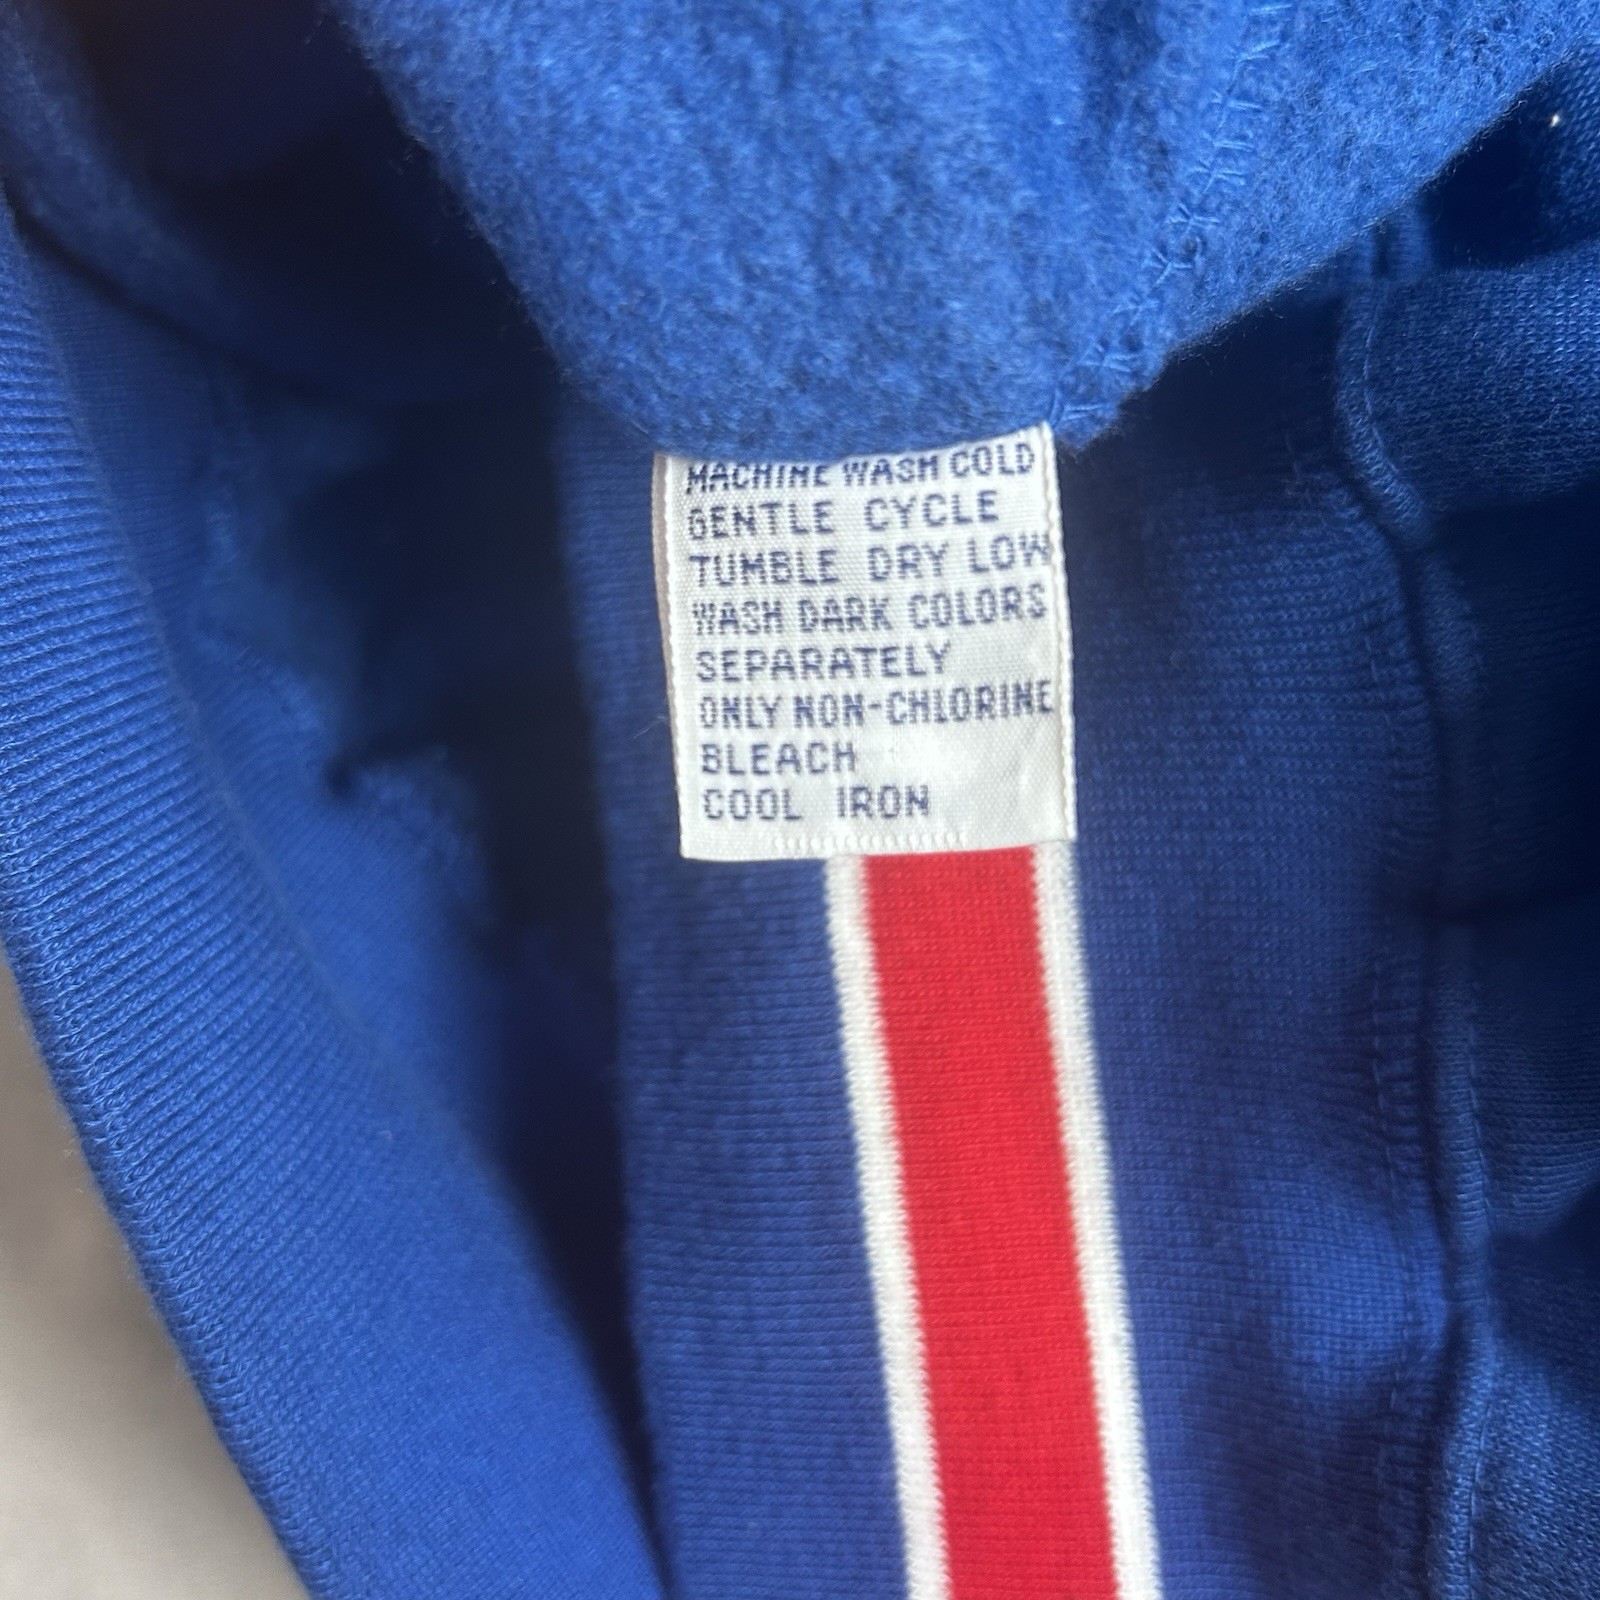 MACHINE WASH COLD
GENTLE CYCLE
TUMBLE DRY LOW
WASH DARK COLORS
SEPARATELY
ONLY NON-CHLORINE
BLEACH
COOL IRON